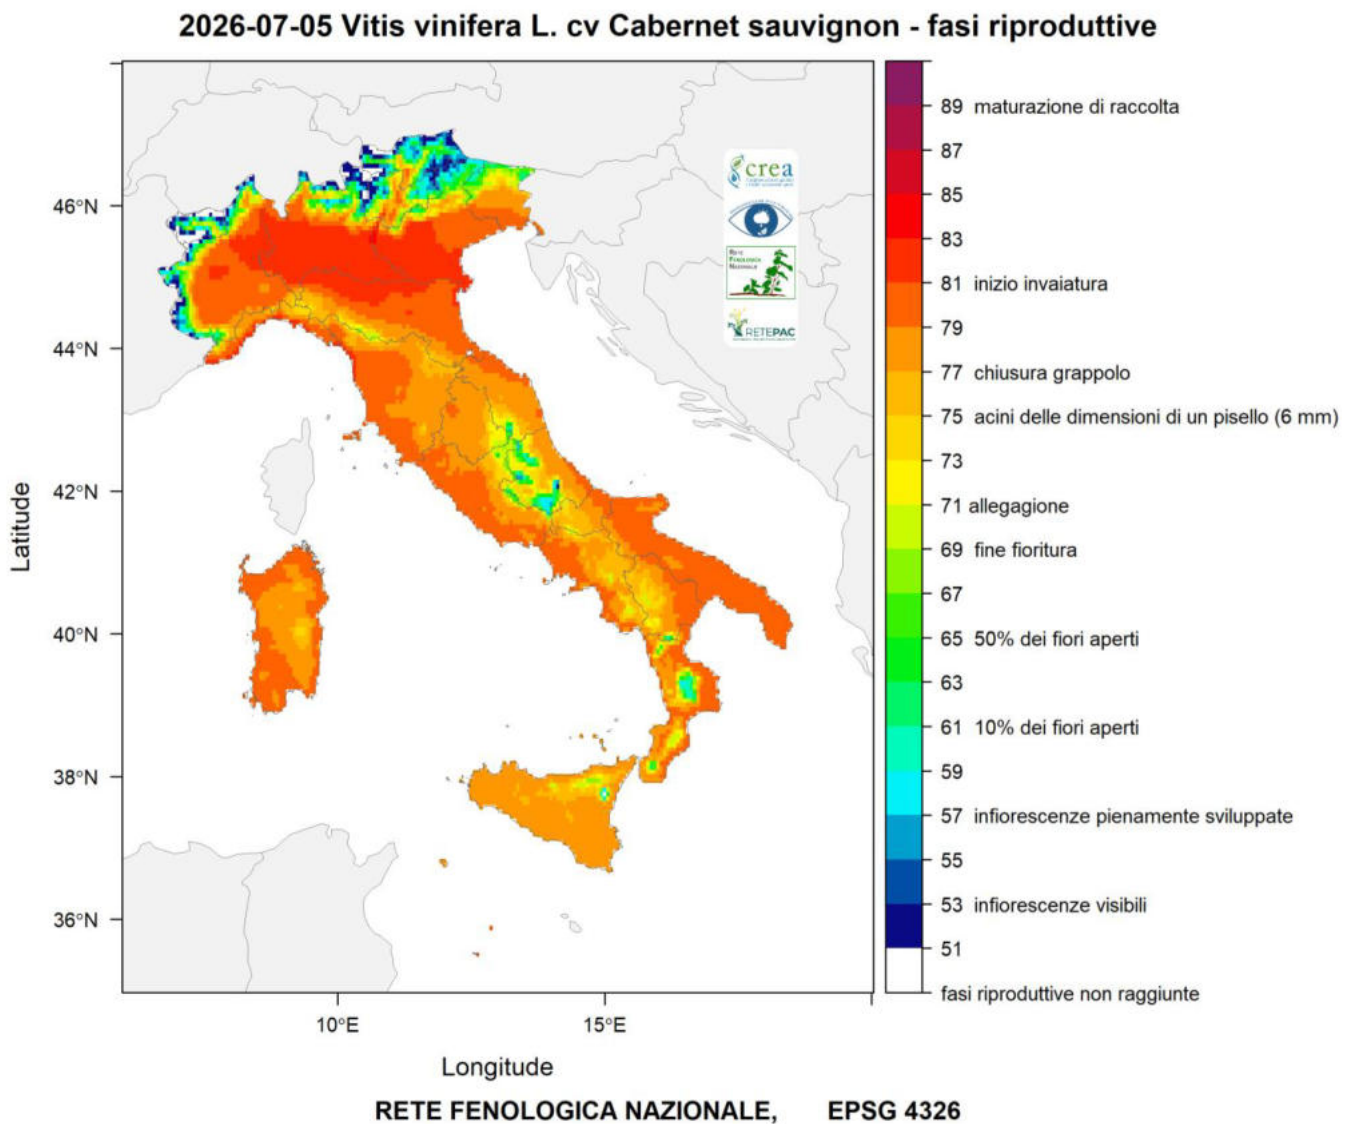 2026-07-05 Vitis vinifera L. cv Cabernet sauvignon - fasi riproduttive
89 maturazione di raccolta
87
85
83
81 inizio invaiatura
79
77 chiusura grappolo
75 acini delle dimensioni di un pisello (6 mm)
73
71 allegagione
69 fine fioritura
67
65 50% dei fiori aperti
63
61 10% dei fiori aperti
59
57 infiorescenze pienamente sviluppate
55
53 infiorescenze visibili
51
fasi riproduttive non raggiunte
crea
RETE
FENOLOGICA
NAZIONALE
RETEPAC
46°N
44°N
42°N
40°N
38°N
36°N
Latitude
10°E
15°E
Longitude
RETE FENOLOGICA NAZIONALE, EPSG 4326